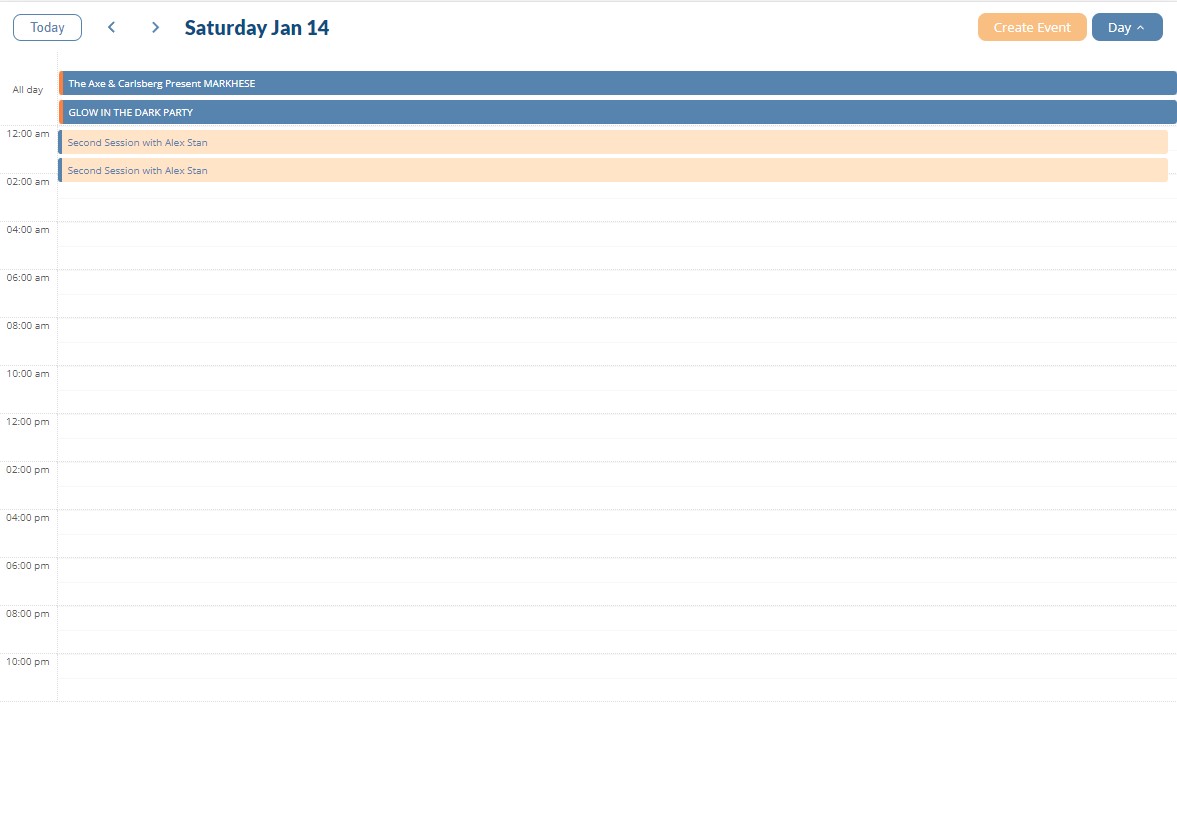 Today
Saturday Jan 14
Create Event
Day
All day
The Axe & Carlsberg Present MARKHESE
GLOW IN THE DARK PARTY
12:00 am
Second Session with Alex Stan
Second Session with Alex Stan
02:00 am
04:00 am
06:00 am
08:00 am
10:00 am
12:00 pm
02:00 pm
04:00 pm
06:00 pm
08:00 pm
10:00 pm